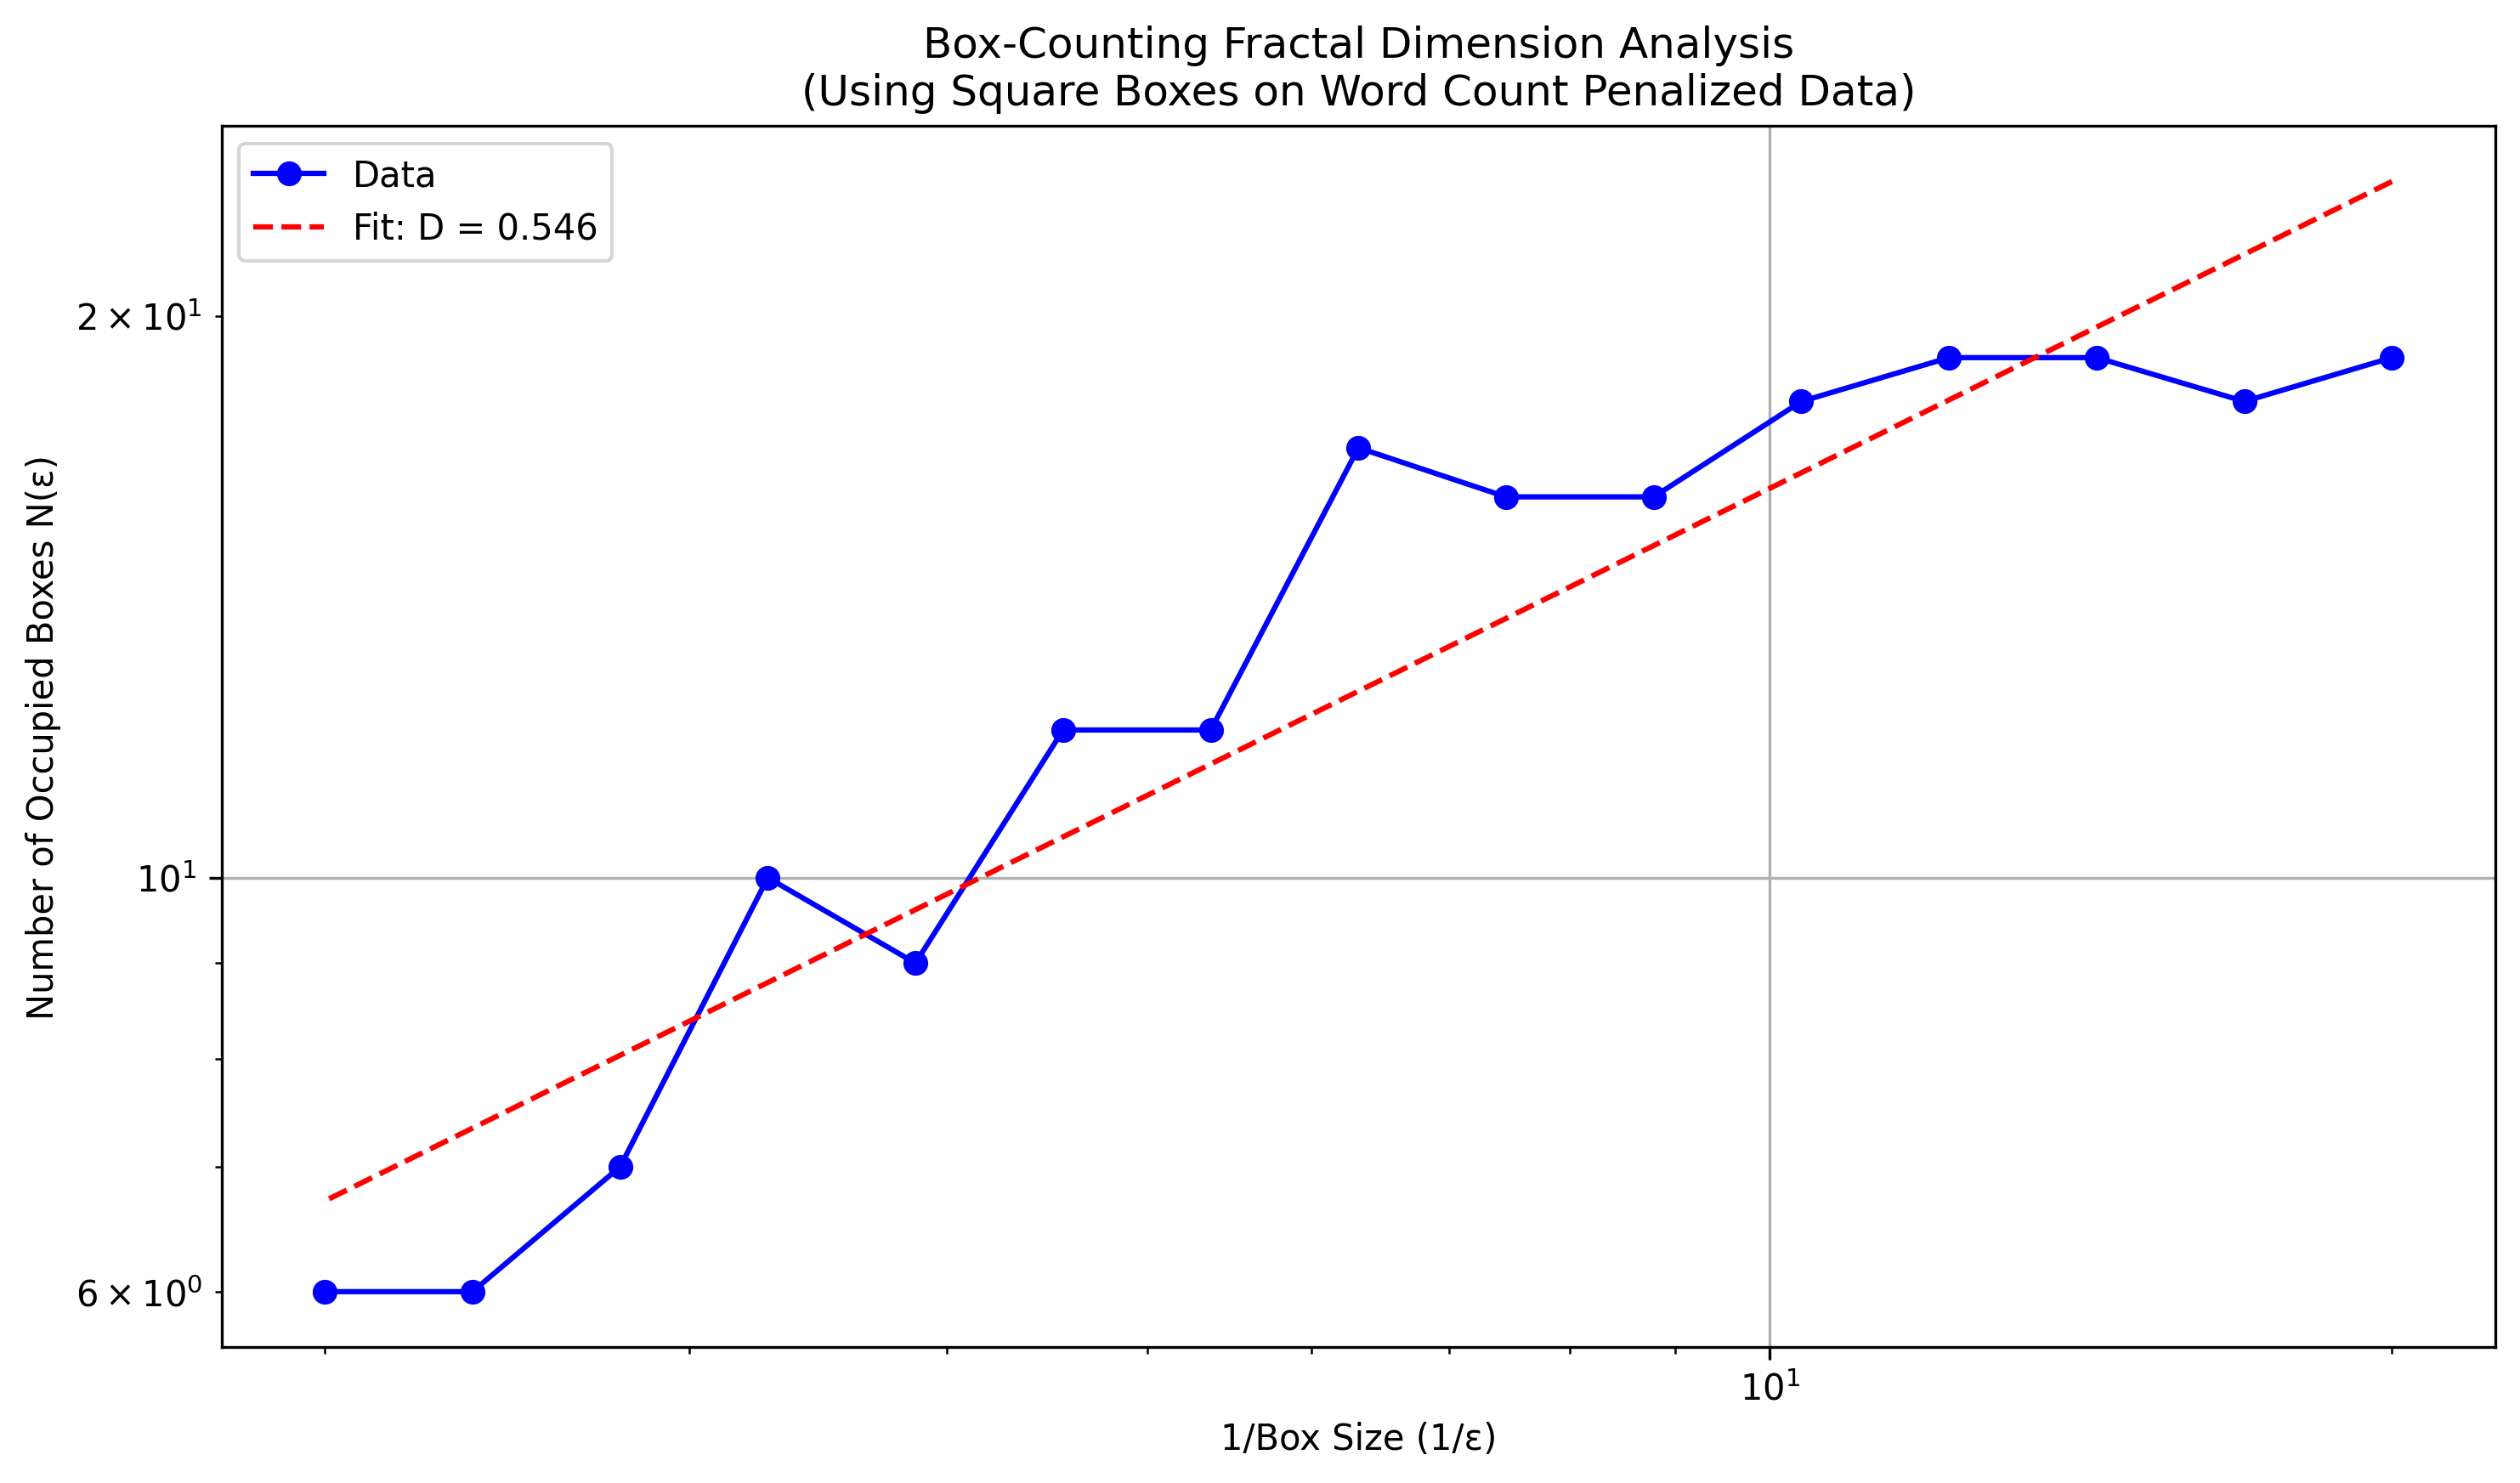 Box-Counting Fractal Dimension Analysis
(Using Square Boxes on Word Count Penalized Data)
Data
Fit: D = 0.546
2 × 10¹
10¹
6 × 10⁰
Number of Occupied Boxes N(ε)
10¹
1/Box Size (1/ε)